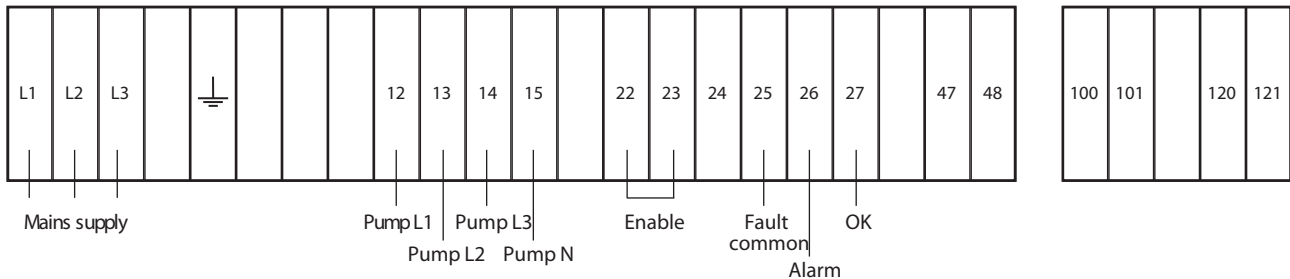 L1 L2 L3 12 13 14 15 22 23 24 25 26 27 47 48 100 101 120 121
Mains supply Pump L1 Pump L3 Enable Fault OK
common
Pump L2 Pump N
Alarm